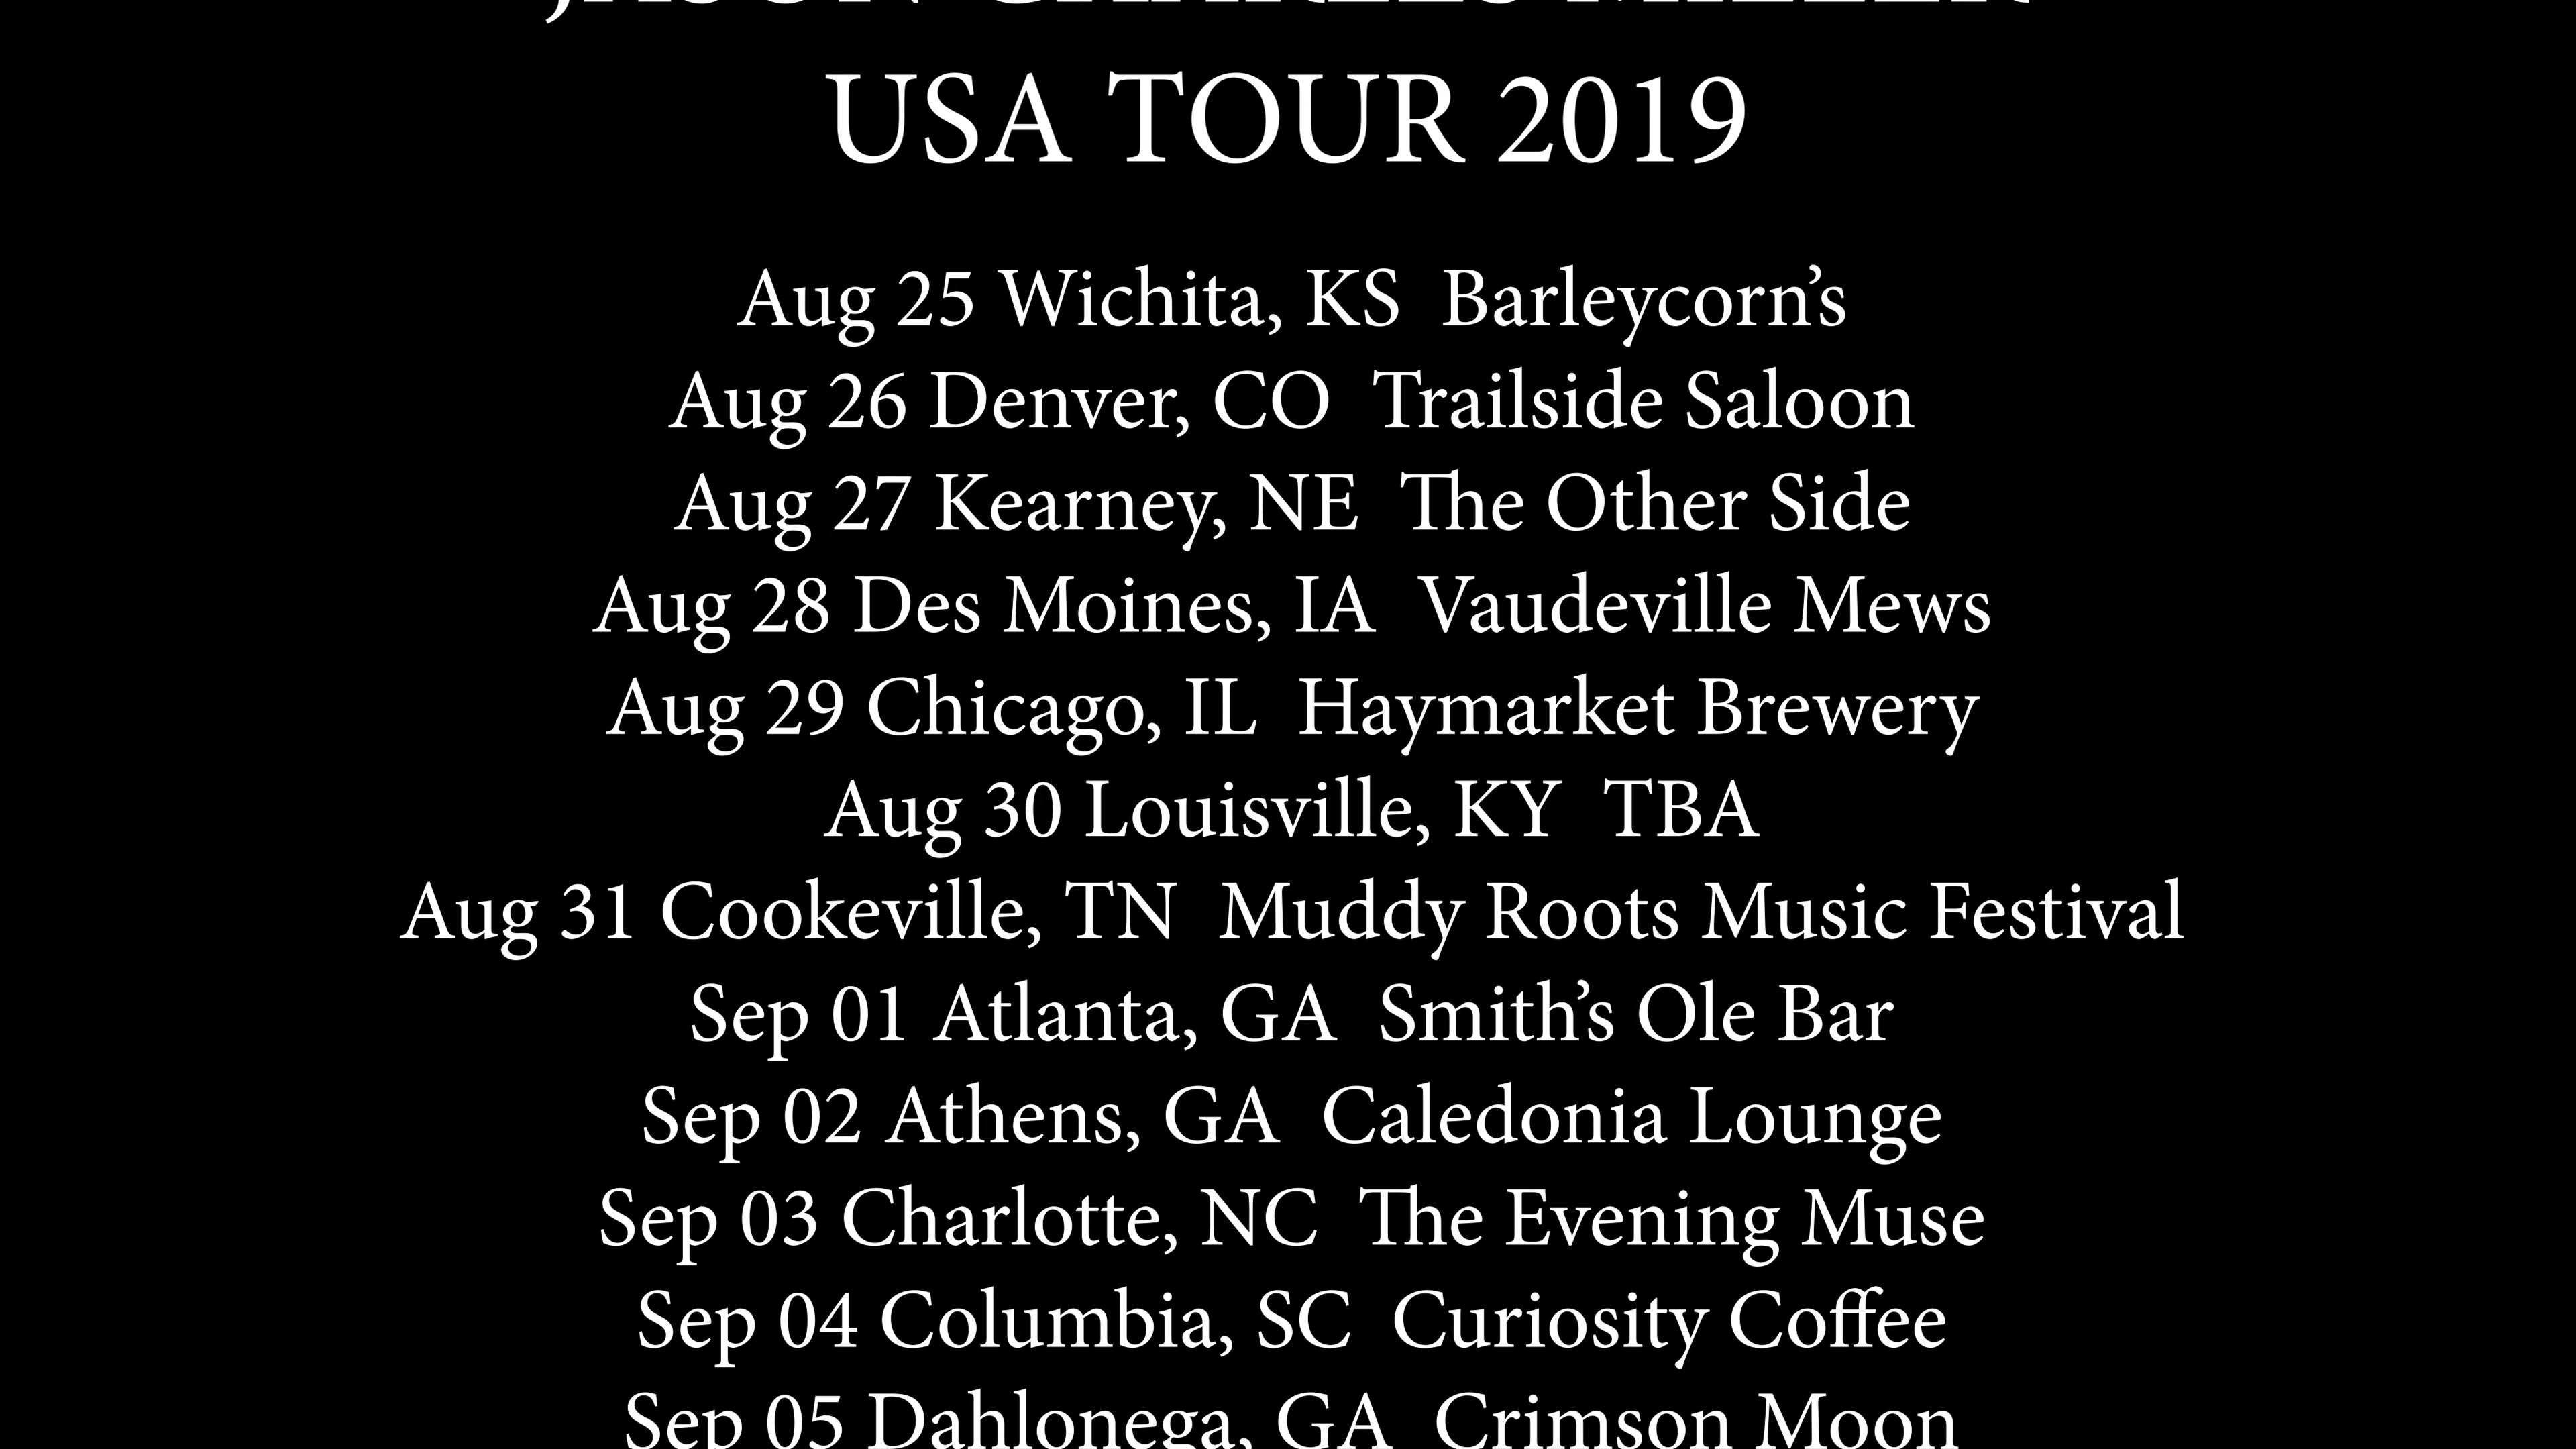 JASON CHARLES MILLER
USA TOUR 2019
Aug 25 Wichita, KS  Barleycorn’s
Aug 26 Denver, CO  Trailside Saloon
Aug 27 Kearney, NE  The Other Side
Aug 28 Des Moines, IA  Vaudeville Mews
Aug 29 Chicago, IL  Haymarket Brewery
Aug 30 Louisville, KY  TBA
Aug 31 Cookeville, TN  Muddy Roots Music Festival
Sep 01 Atlanta, GA  Smith’s Ole Bar
Sep 02 Athens, GA  Caledonia Lounge
Sep 03 Charlotte, NC  The Evening Muse
Sep 04 Columbia, SC  Curiosity Coffee
Sep 05 Dahlonega, GA  Crimson Moon